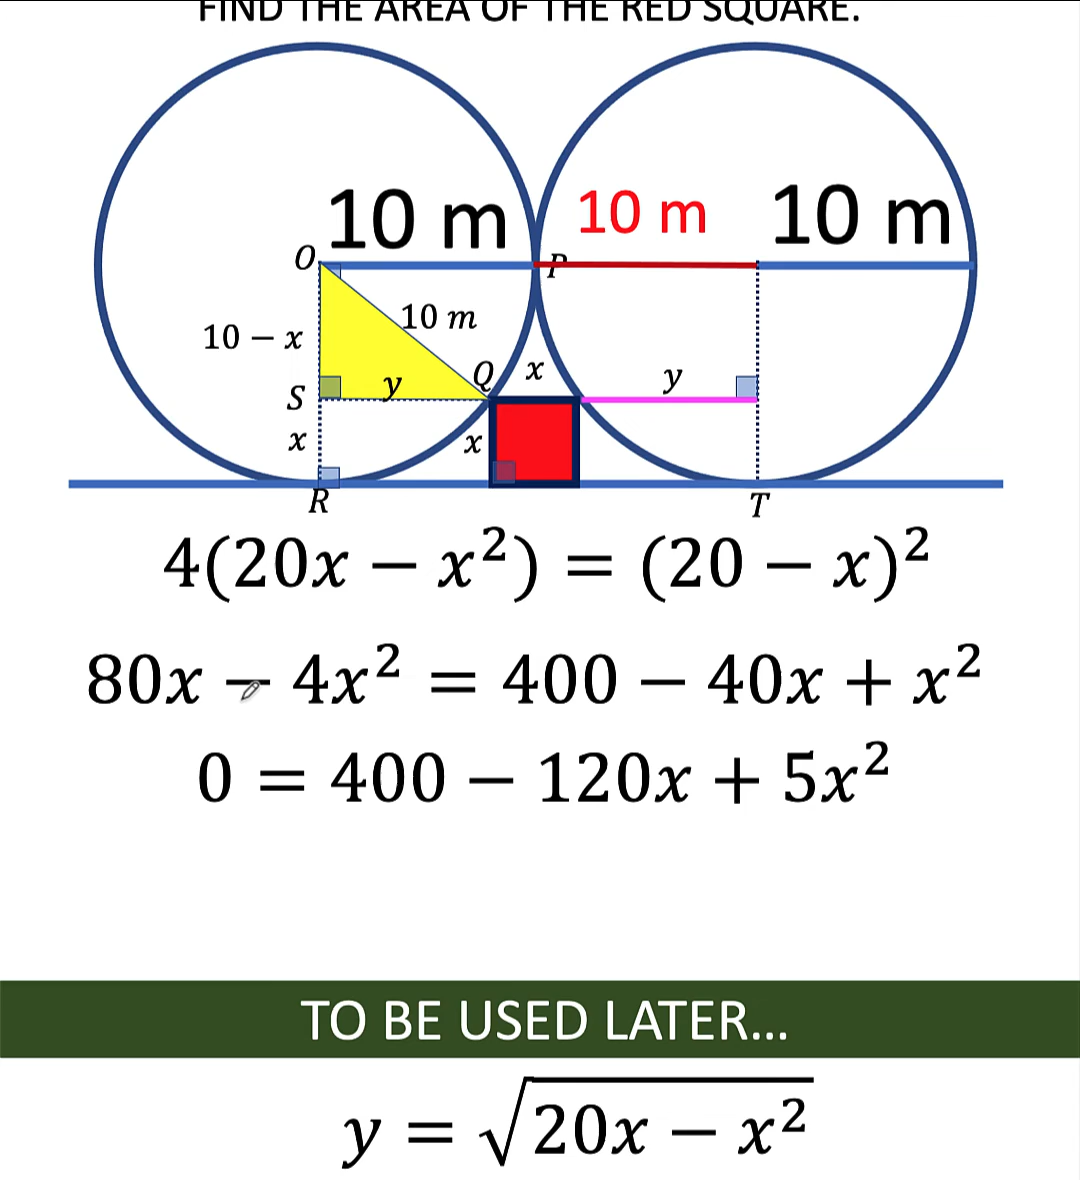 FIND THE AREA OF THE RED SQUARE.
10 m 10 m 10 m
O
P
10 − x 10 m
Q x
S y y
x x
R T
4(20x − x²) = (20 − x)²
80x − 4x² = 400 − 40x + x²
0 = 400 − 120x + 5x²
TO BE USED LATER...
y = √(20x − x²)